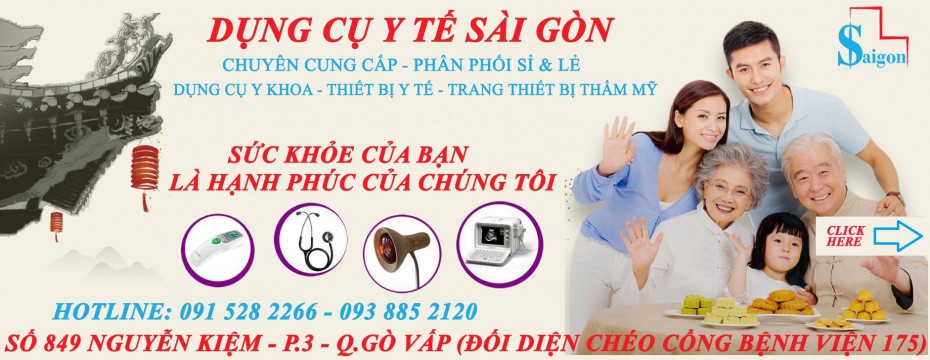 DỤNG CỤ Y TẾ SÀI GÒN
CHUYÊN CUNG CẤP - PHÂN PHỐI SỈ & LẺ
DỤNG CỤ Y KHOA - THIẾT BỊ Y TẾ - TRANG THIẾT BỊ THẨM MỸ
Saigon
SỨC KHỎE CỦA BẠN
LÀ HẠNH PHÚC CỦA CHÚNG TÔI
CLICK
HERE
HOTLINE: 091 528 2266 - 093 885 2120
SỐ 849 NGUYỄN KIỆM - P.3 - Q.GÒ VẤP (ĐỐI DIỆN CHÉO CỔNG BỆNH VIỆN 175)